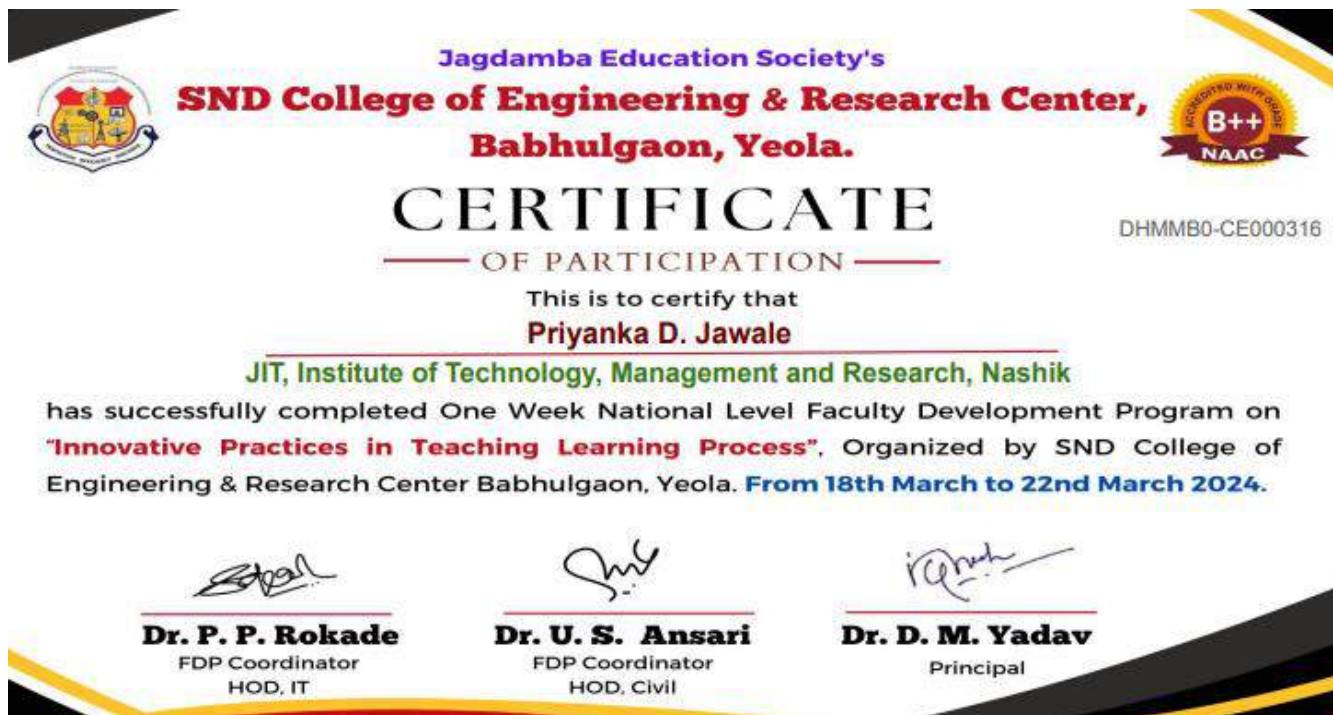 Jagdamba Education Society's
SND College of Engineering & Research Center,
Babhulgaon, Yeola.
ACCREDITED WITH GRADE
B++
NAAC
CERTIFICATE
DHMMB0-CE000316
OF PARTICIPATION
This is to certify that
Priyanka D. Jawale
JIT, Institute of Technology, Management and Research, Nashik
has successfully completed One Week National Level Faculty Development Program on
"Innovative Practices in Teaching Learning Process", Organized by SND College of
Engineering & Research Center Babhulgaon, Yeola. From 18th March to 22nd March 2024.
Dr. P. P. Rokade
Dr. U. S. Ansari
Dr. D. M. Yadav
FDP Coordinator
FDP Coordinator
Principal
HOD, IT
HOD, Civil